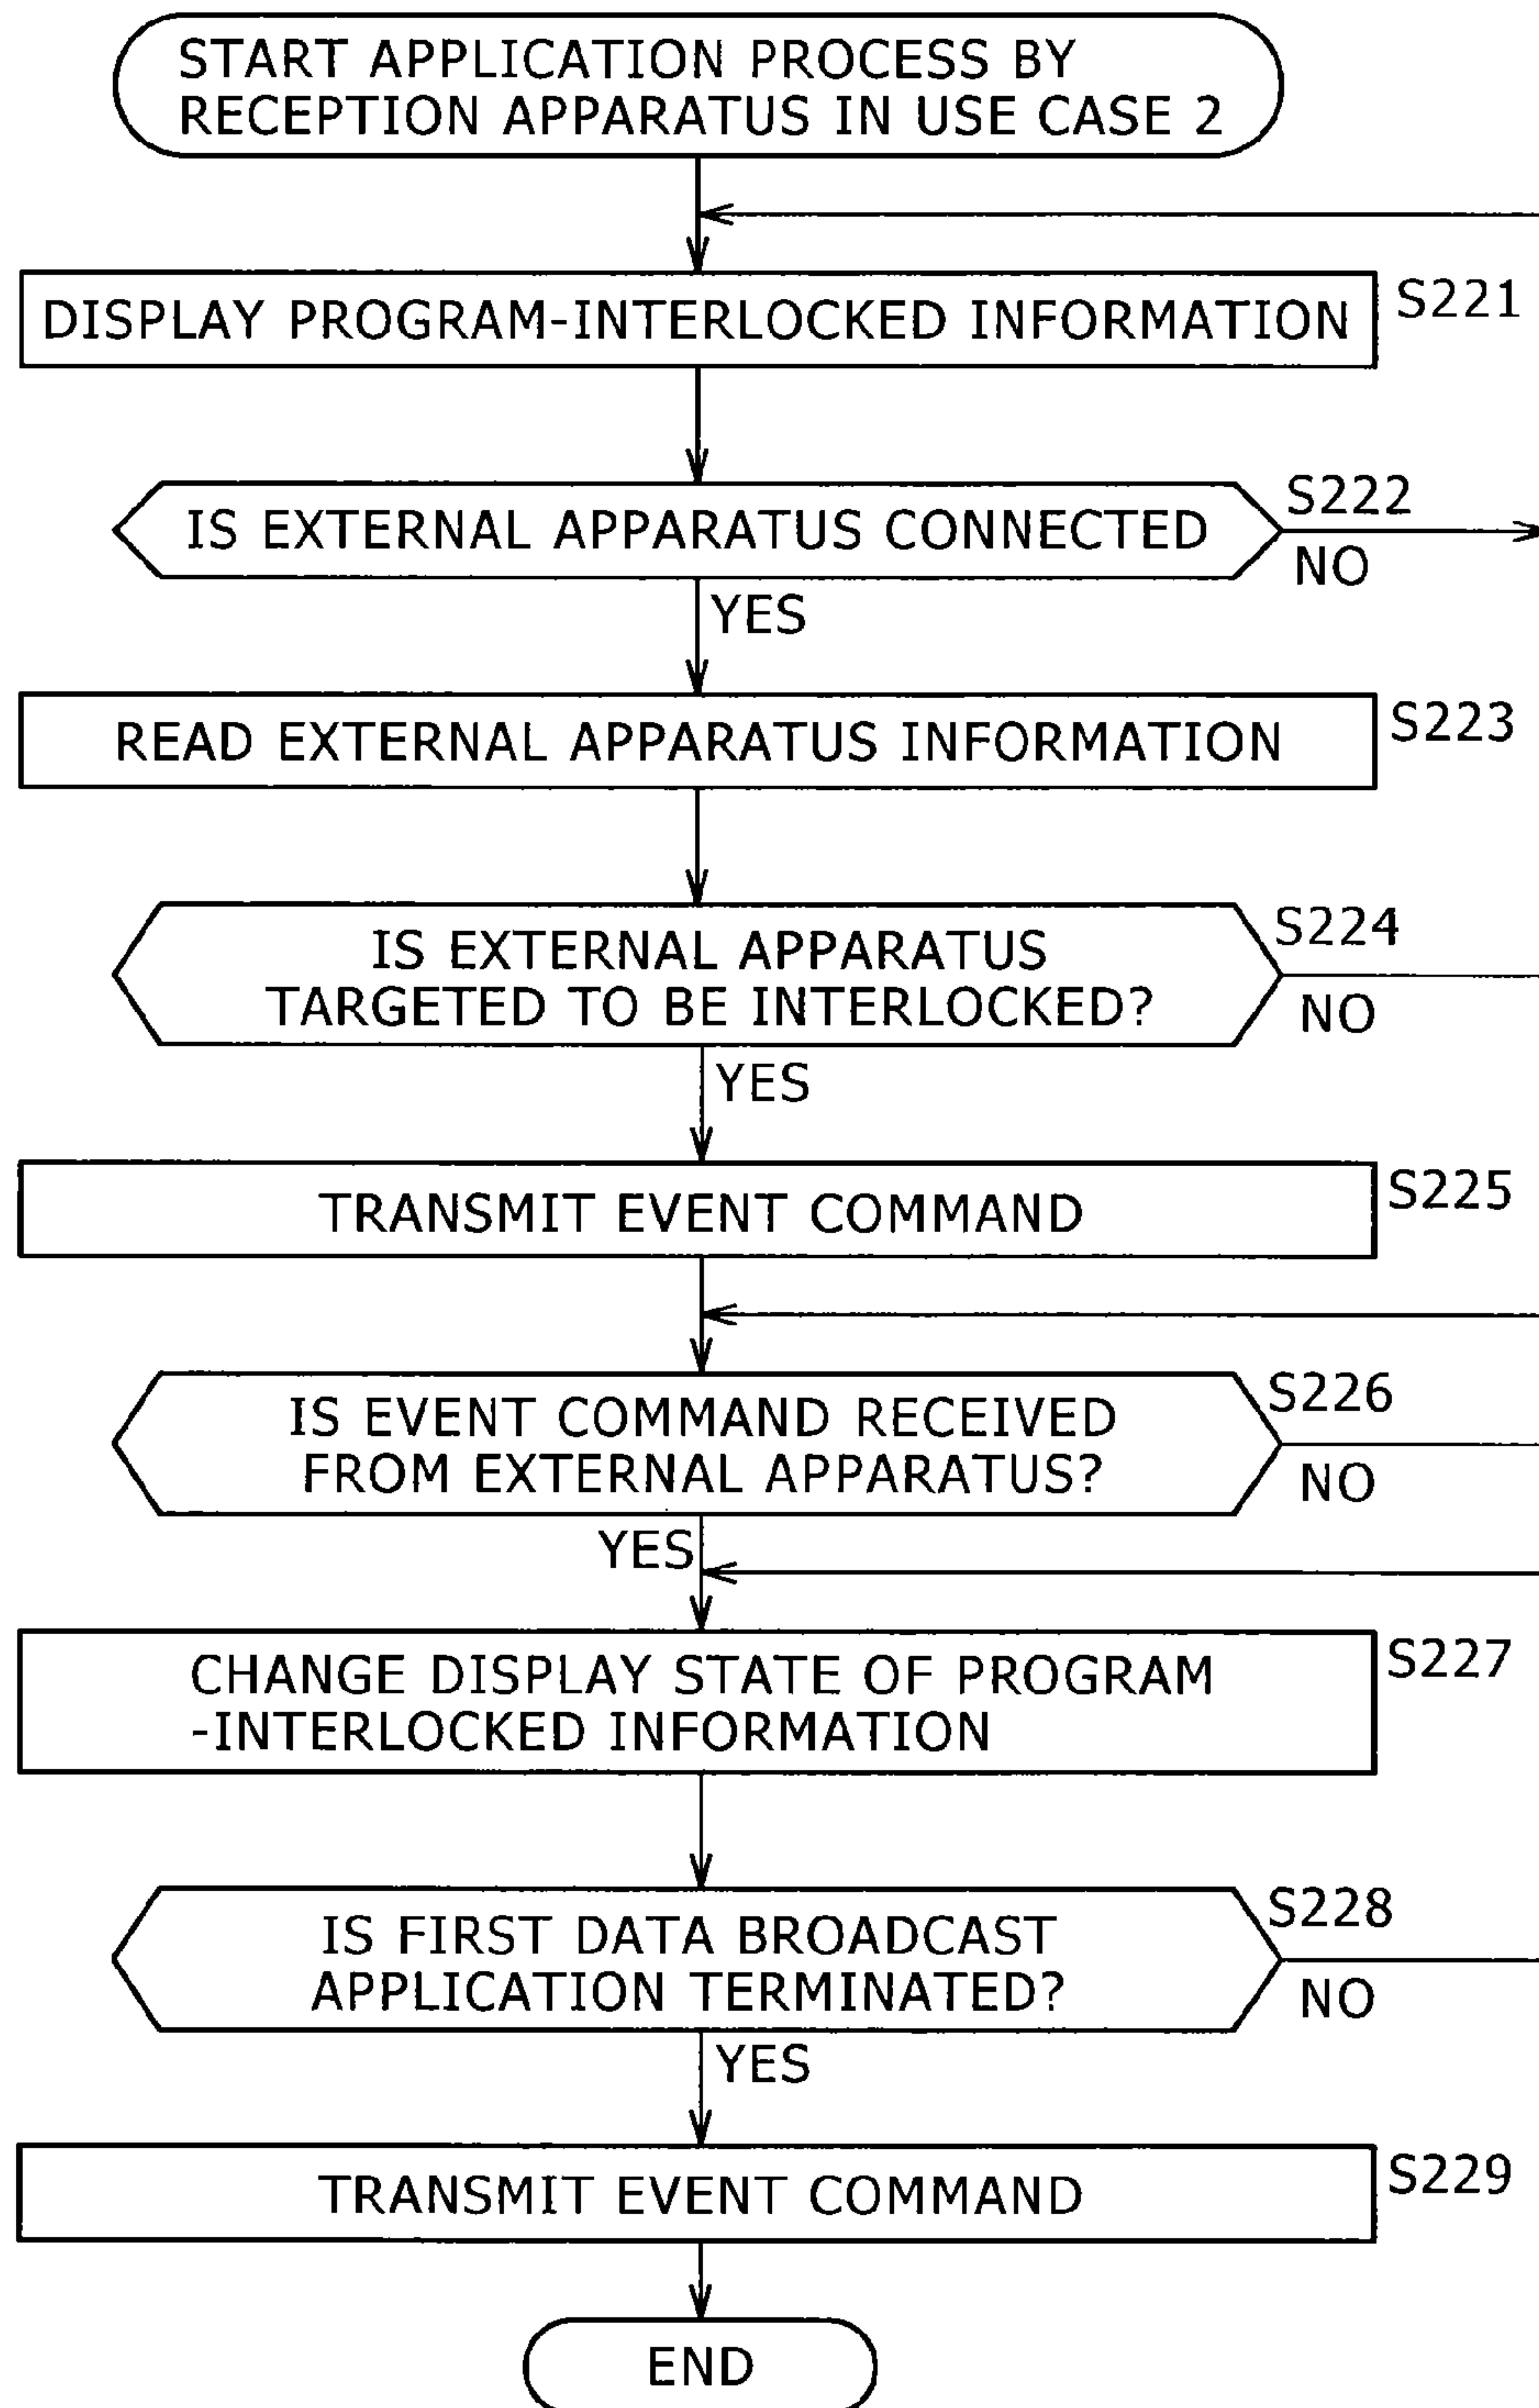 START APPLICATION PROCESS BY
RECEPTION APPARATUS IN USE CASE 2
DISPLAY PROGRAM-INTERLOCKED INFORMATION
S221
IS EXTERNAL APPARATUS CONNECTED
S222
NO
YES
READ EXTERNAL APPARATUS INFORMATION
S223
IS EXTERNAL APPARATUS
TARGETED TO BE INTERLOCKED?
S224
NO
YES
TRANSMIT EVENT COMMAND
S225
IS EVENT COMMAND RECEIVED
FROM EXTERNAL APPARATUS?
S226
NO
YES
CHANGE DISPLAY STATE OF PROGRAM
-INTERLOCKED INFORMATION
S227
IS FIRST DATA BROADCAST
APPLICATION TERMINATED?
S228
NO
YES
TRANSMIT EVENT COMMAND
S229
END